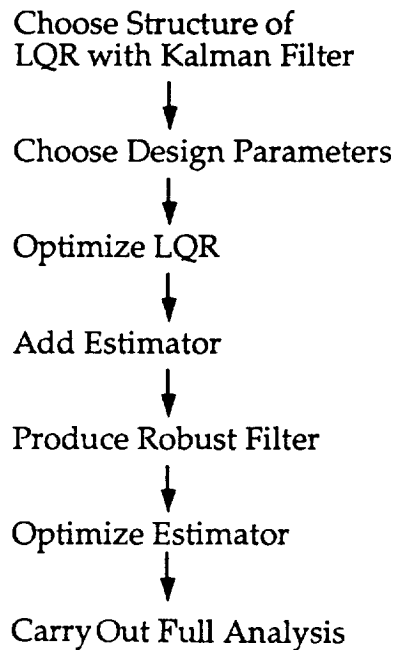 Choose Structure of
LQR with Kalman Filter
Choose Design Parameters
Optimize LQR
Add Estimator
Produce Robust Filter
Optimize Estimator
Carry Out Full Analysis